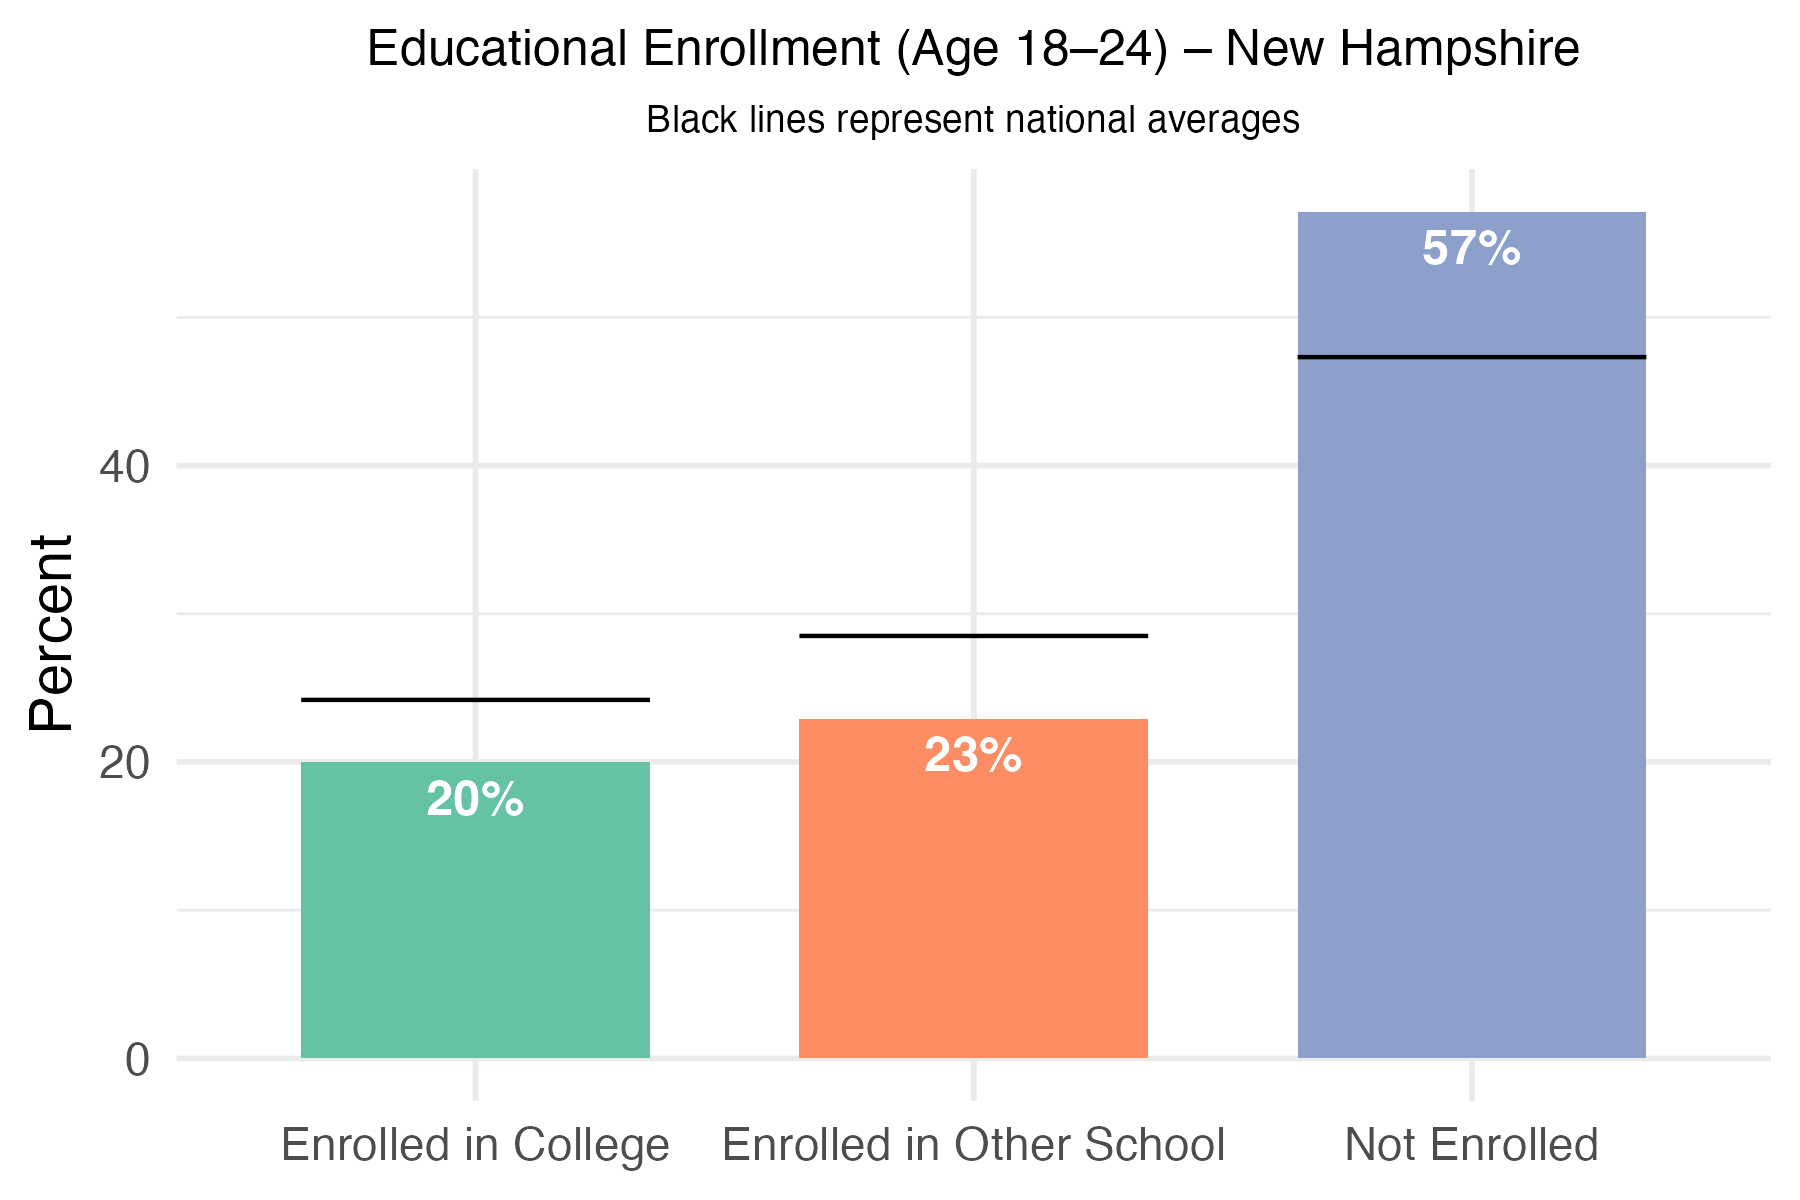 Educational Enrollment (Age 18–24) – New Hampshire
Black lines represent national averages
Percent
40
20
0
57%
23%
20%
Enrolled in College
Enrolled in Other School
Not Enrolled